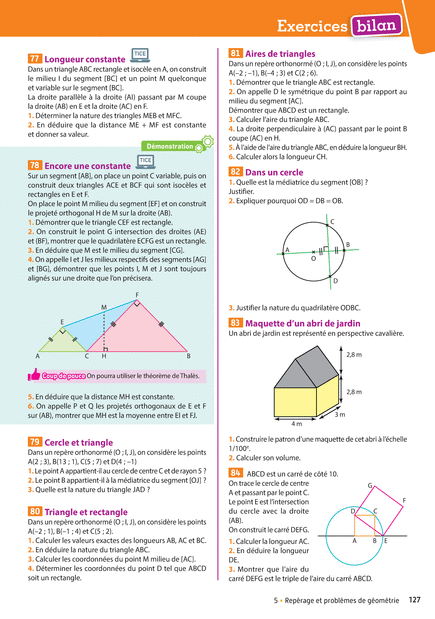 Exercices bilan
77 Longueur constante TICE
Dans un triangle ABC rectangle et isocèle en A, on construit
le milieu I du segment [BC] et un point M quelconque
et variable sur le segment [BC].
La droite parallèle à la droite (AI) passant par M coupe
la droite (AB) en E et la droite (AC) en F.
1. Déterminer la nature des triangles MEB et MFC.
2. En déduire que la distance ME + MF est constante
et donner sa valeur.
Démonstration
78 Encore une constante TICE
Sur un segment [AB], on place un point C variable, puis on
construit deux triangles ACE et BCF qui sont isocèles et
rectangles en E et F.
On place le point M milieu du segment [EF] et on construit
le projeté orthogonal H de M sur la droite (AB).
1. Démontrer que le triangle CEF est rectangle.
2. On construit le point G intersection des droites (AE)
et (BF), montrer que le quadrilatère ECFG est un rectangle.
3. En déduire que M est le milieu du segment [CG].
4. On appelle I et J les milieux respectifs des segments [AG]
et [BG], démontrer que les points I, M et J sont toujours
alignés sur une droite que l'on précisera.
F
M
E
A C H B
Coup de pouce On pourra utiliser le théorème de Thalès.
5. En déduire que la distance MH est constante.
6. On appelle P et Q les projetés orthogonaux de E et F
sur (AB), montrer que MH est la moyenne entre EI et FJ.
79 Cercle et triangle
Dans un repère orthonormé (O ; I, J), on considère les points
A(2 ; 3), B(13 ; 1), C(5 ; 7) et D(4 ; −1)
1. Le point A appartient-il au cercle de centre C et de rayon 5 ?
2. Le point B appartient-il à la médiatrice du segment [OJ] ?
3. Quelle est la nature du triangle JAD ?
80 Triangle et rectangle
Dans un repère orthonormé (O ; I, J), on considère les points
A(−2 ; 1), B(−1 ; 4) et C(5 ; 2).
1. Calculer les valeurs exactes des longueurs AB, AC et BC.
2. En déduire la nature du triangle ABC.
3. Calculer les coordonnées du point M milieu de [AC].
4. Déterminer les coordonnées du point D tel que ABCD
soit un rectangle.
81 Aires de triangles
Dans un repère orthonormé (O ; I, J), on considère les points
A(−2 ; −1), B(−4 ; 3) et C(2 ; 6).
1. Démontrer que le triangle ABC est rectangle.
2. On appelle D le symétrique du point B par rapport au
milieu du segment [AC].
Démontrer que ABCD est un rectangle.
3. Calculer l'aire du triangle ABC.
4. La droite perpendiculaire à (AC) passant par le point B
coupe (AC) en H.
5. À l'aide de l'aire du triangle ABC, en déduire la longueur BH.
6. Calculer alors la longueur CH.
82 Dans un cercle
1. Quelle est la médiatrice du segment [OB] ?
Justifier.
2. Expliquer pourquoi OD = DB = OB.
C
A B
O
D
3. Justifier la nature du quadrilatère ODBC.
83 Maquette d'un abri de jardin
Un abri de jardin est représenté en perspective cavalière.
2,8 m
2,8 m
3 m
4 m
1. Construire le patron d'une maquette de cet abri à l'échelle
1/100e.
2. Calculer son volume.
84 ABCD est un carré de côté 10.
On trace le cercle de centre
A et passant par le point C.
Le point E est l'intersection
du cercle avec la droite
(AB).
On construit le carré DEFG.
1. Calculer la longueur AC.
2. En déduire la longueur
DE.
3. Montrer que l'aire du
carré DEFG est le triple de l'aire du carré ABCD.
G
F
D C
A B E
5 • Repérage et problèmes de géométrie 127